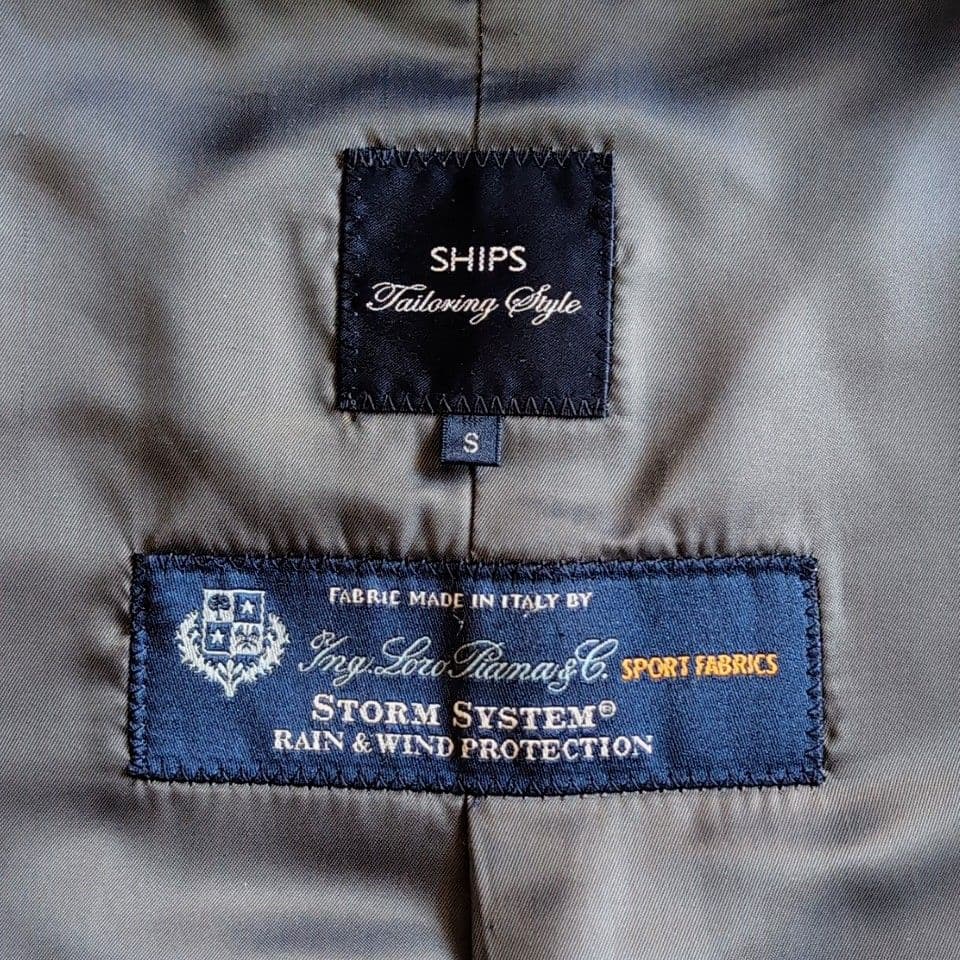 SHIPS
Tailoring Style
S
FABRIC MADE IN ITALY BY
Ing. Loro Piana & C. SPORT FABRICS
STORM SYSTEM®
RAIN & WIND PROTECTION